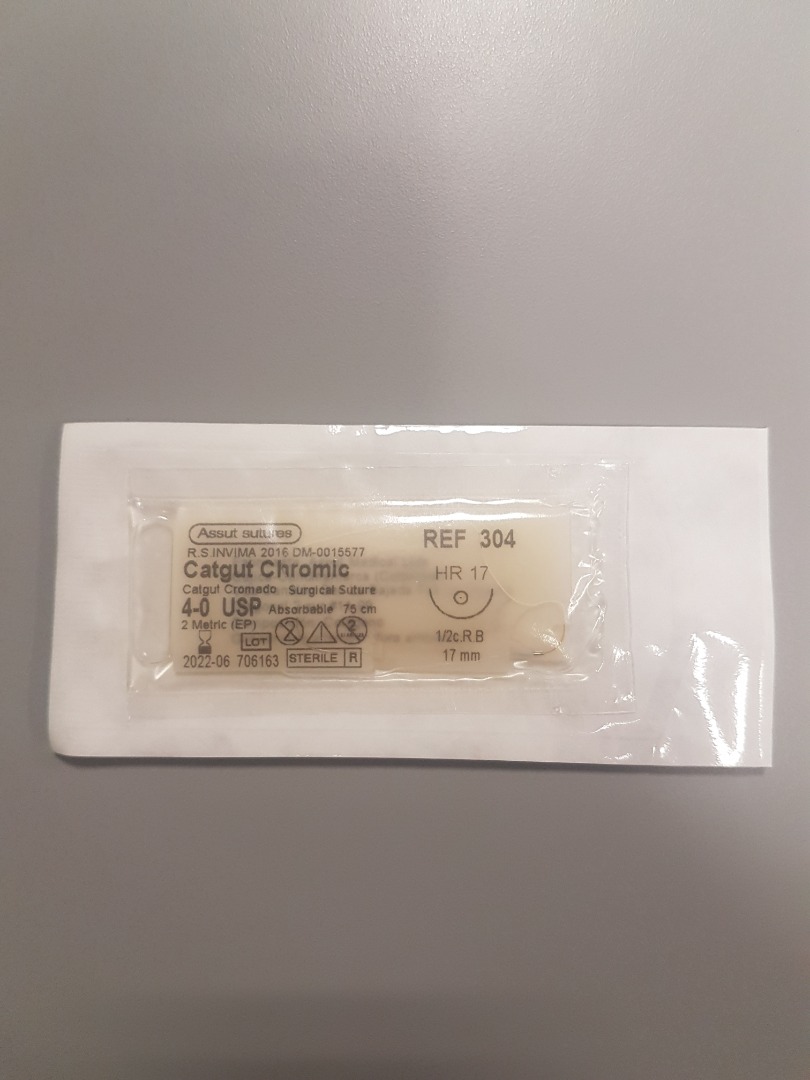 Assut sutures
R.S.INVIMA 2016 DM-0015577
Catgut Chromic
Catgut Cromado Surgical Suture
4-0 USP Absorbable 75 cm
2 Metric (EP)
LOT
2022-06 706163 STERILE R
REF 304
HR 17
1/2c.R.B
17 mm